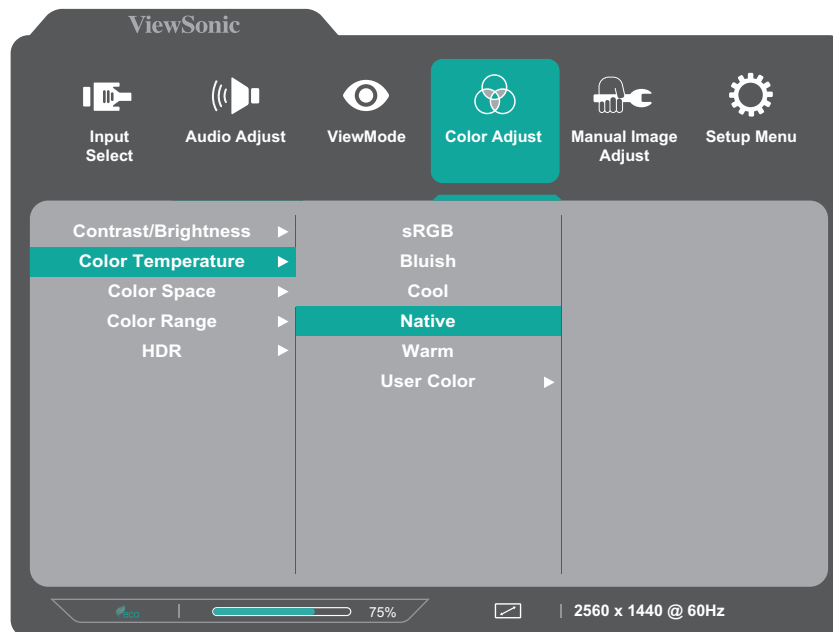 ViewSonic
Input Select
Audio Adjust
ViewMode
Color Adjust
Manual Image Adjust
Setup Menu
Contrast/Brightness
Color Temperature
Color Space
Color Range
HDR
sRGB
Bluish
Cool
Native
Warm
User Color
eco
75%
2560 x 1440 @ 60Hz